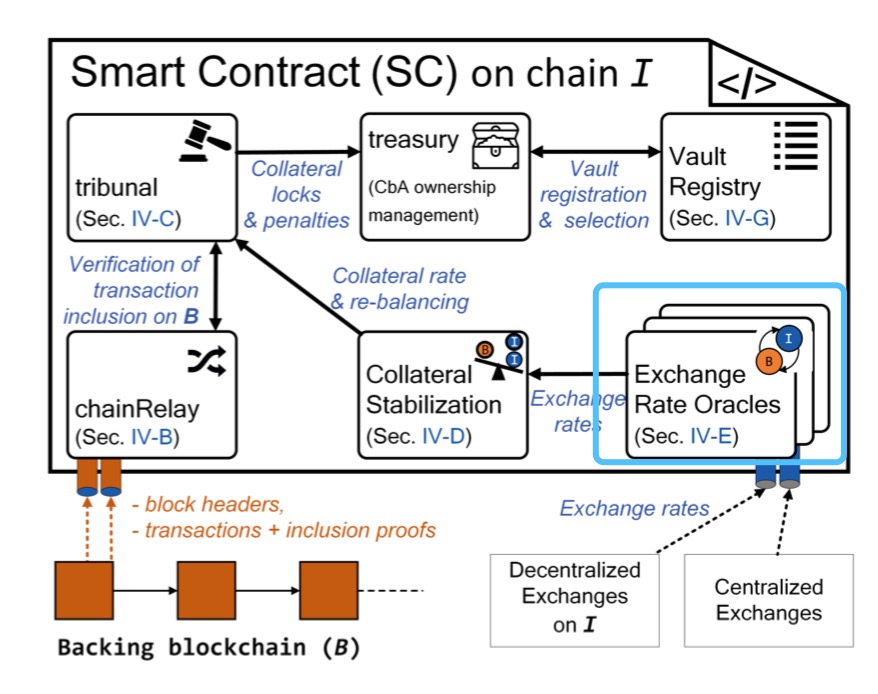 Smart Contract (SC) on chain I
</>
tribunal
(Sec. IV-C)
Collateral
locks
& penalties
treasury
(CbA ownership
management)
Vault
registration
& selection
Vault
Registry
(Sec. IV-G)
Verification of
transaction
inclusion on B
Collateral rate
& re-balancing
chainRelay
(Sec. IV-B)
B
I
I
Collateral
Stabilization
(Sec. IV-D)
Exchange
rates
I
B
Exchange
Rate Oracles
(Sec. IV-E)
- block headers,
- transactions + inclusion proofs
Exchange rates
Decentralized
Exchanges
on I
Centralized
Exchanges
Backing blockchain (B)